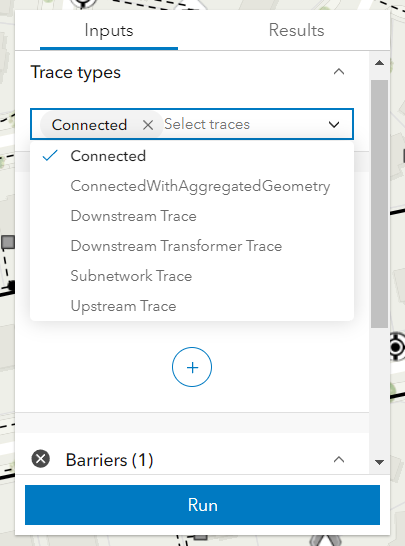 Inputs Results
Trace types
Connected Select traces
Connected
ConnectedWithAggregatedGeometry
Downstream Trace
Downstream Transformer Trace
Subnetwork Trace
Upstream Trace
Barriers (1)
Run